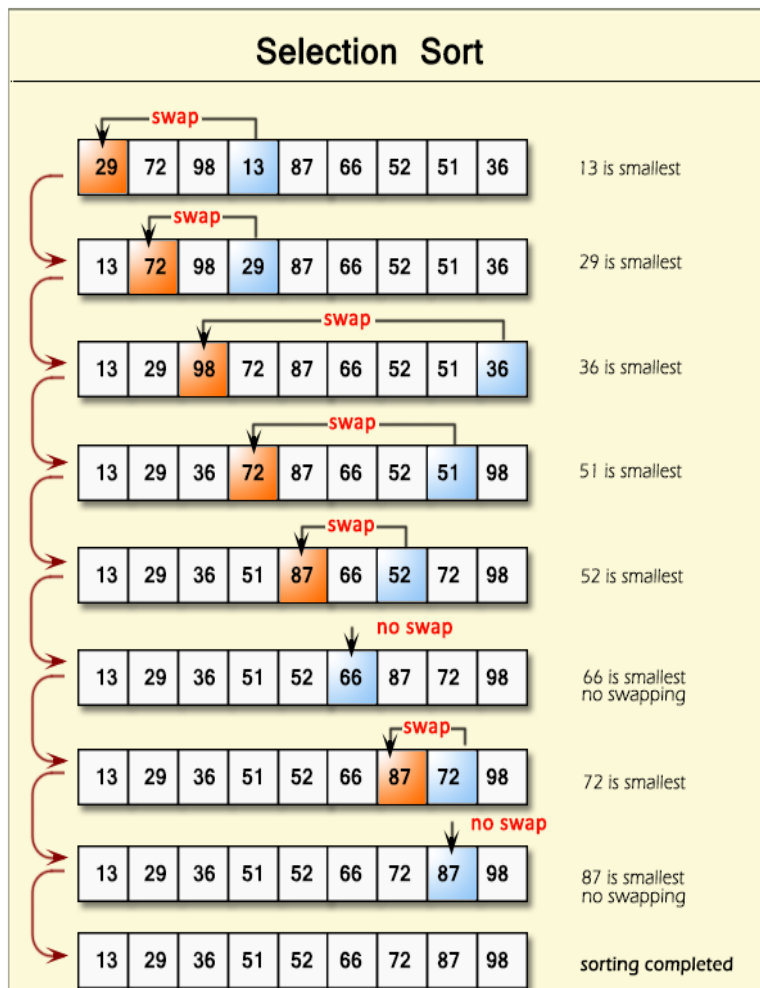 Selection Sort
swap
29 72 98 13 87 66 52 51 36
13 is smallest
swap
13 72 98 29 87 66 52 51 36
29 is smallest
swap
13 29 98 72 87 66 52 51 36
36 is smallest
swap
13 29 36 72 87 66 52 51 98
51 is smallest
swap
13 29 36 51 87 66 52 72 98
52 is smallest
no swap
13 29 36 51 52 66 87 72 98
66 is smallest
no swapping
swap
13 29 36 51 52 66 87 72 98
72 is smallest
no swap
13 29 36 51 52 66 72 87 98
87 is smallest
no swapping
13 29 36 51 52 66 72 87 98
sorting completed